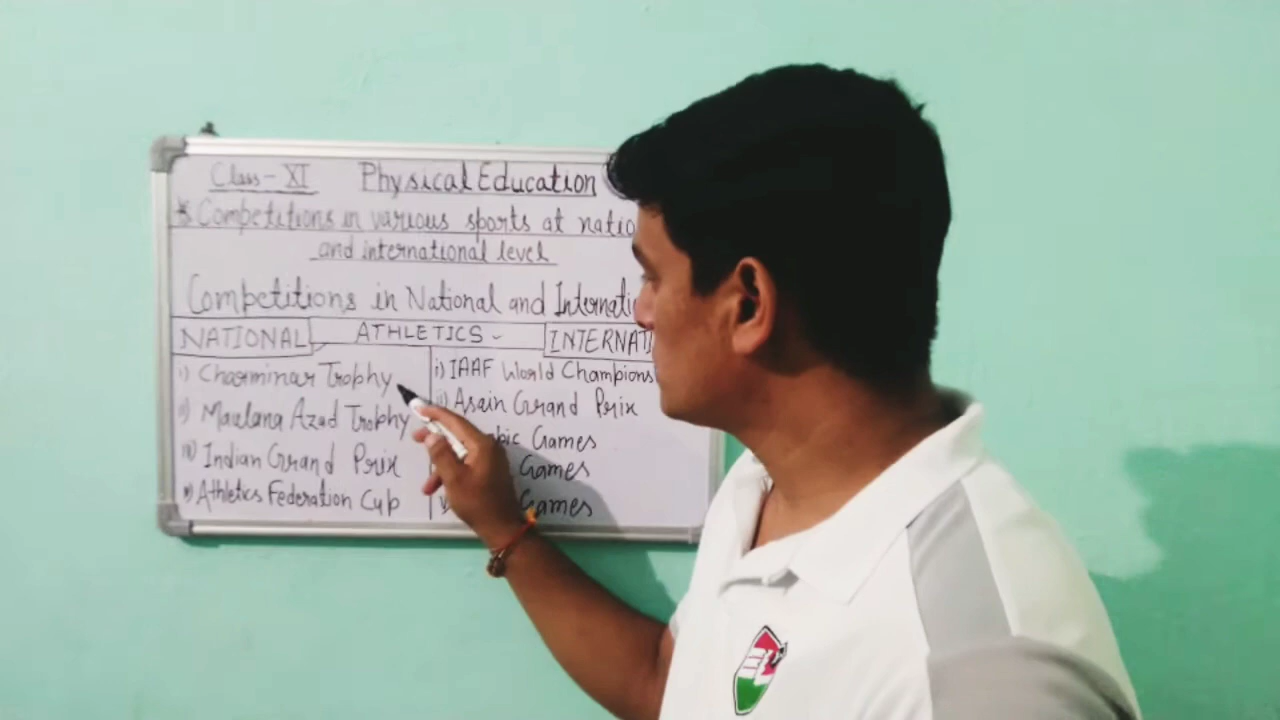 Class - XI Physical Education
* Competitions in various sports at natio
and international level
Competitions in National and Internati
NATIONAL ATHLETICS - INTERNATI
i) Charminar Trophy
ii) Maulana Azad Trophy
iii) Indian Grand Prix
iv) Athletics Federation Cup
i) IAAF World Champions
ii) Asain Grand Prix
Games
Games
Games